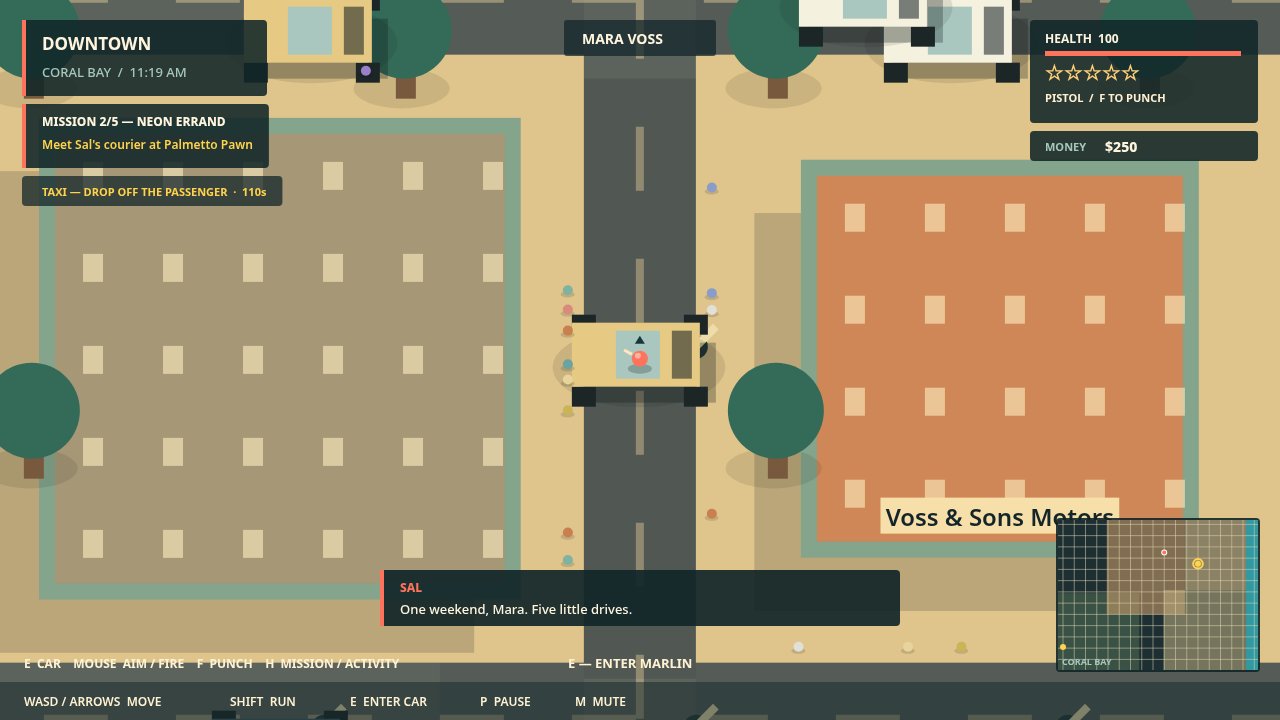 DOWNTOWN
CORAL BAY / 11:19 AM
MISSION 2/5 — NEON ERRAND
Meet Sal's courier at Palmetto Pawn
TAXI — DROP OFF THE PASSENGER · 110s
MARA VOSS
HEALTH 100
☆☆☆☆☆
PISTOL / F TO PUNCH
MONEY $250
Voss & Sons Motors
SAL
One weekend, Mara. Five little drives.
CORAL BAY
E CAR MOUSE AIM / FIRE F PUNCH H MISSION / ACTIVITY
E — ENTER MARLIN
WASD / ARROWS MOVE SHIFT RUN E ENTER CAR P PAUSE M MUTE